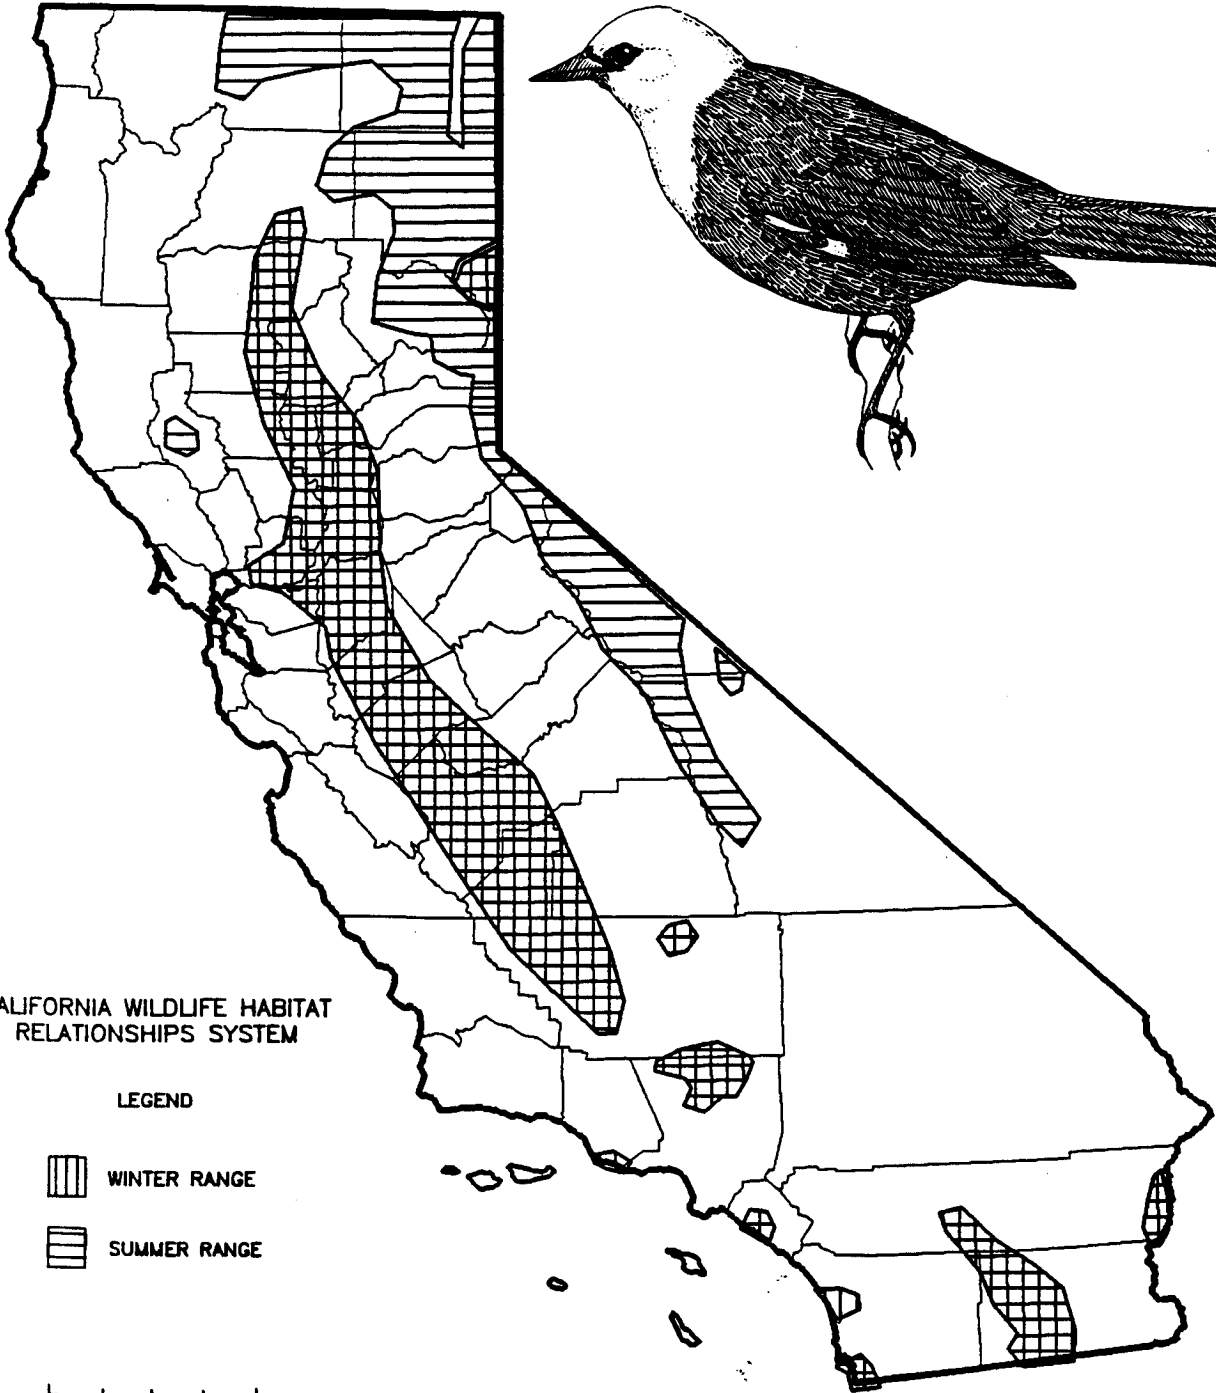 ALIFORNIA WILDLIFE HABITAT
RELATIONSHIPS SYSTEM
LEGEND
WINTER RANGE
SUMMER RANGE